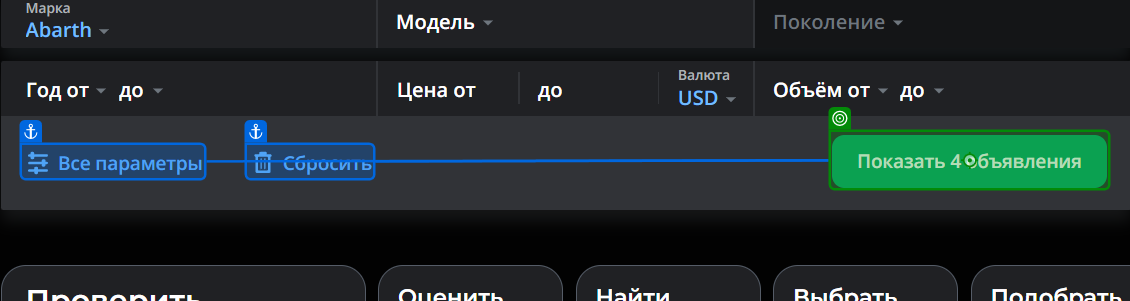 Марка
Abarth
Модель
Поколение
Год от до
Цена от до
Валюта
USD
Объём от до
Все параметры
Сбросить
Показать 4 объявления
Проверить
Оценить
Найти
Выбрать
Подобрать